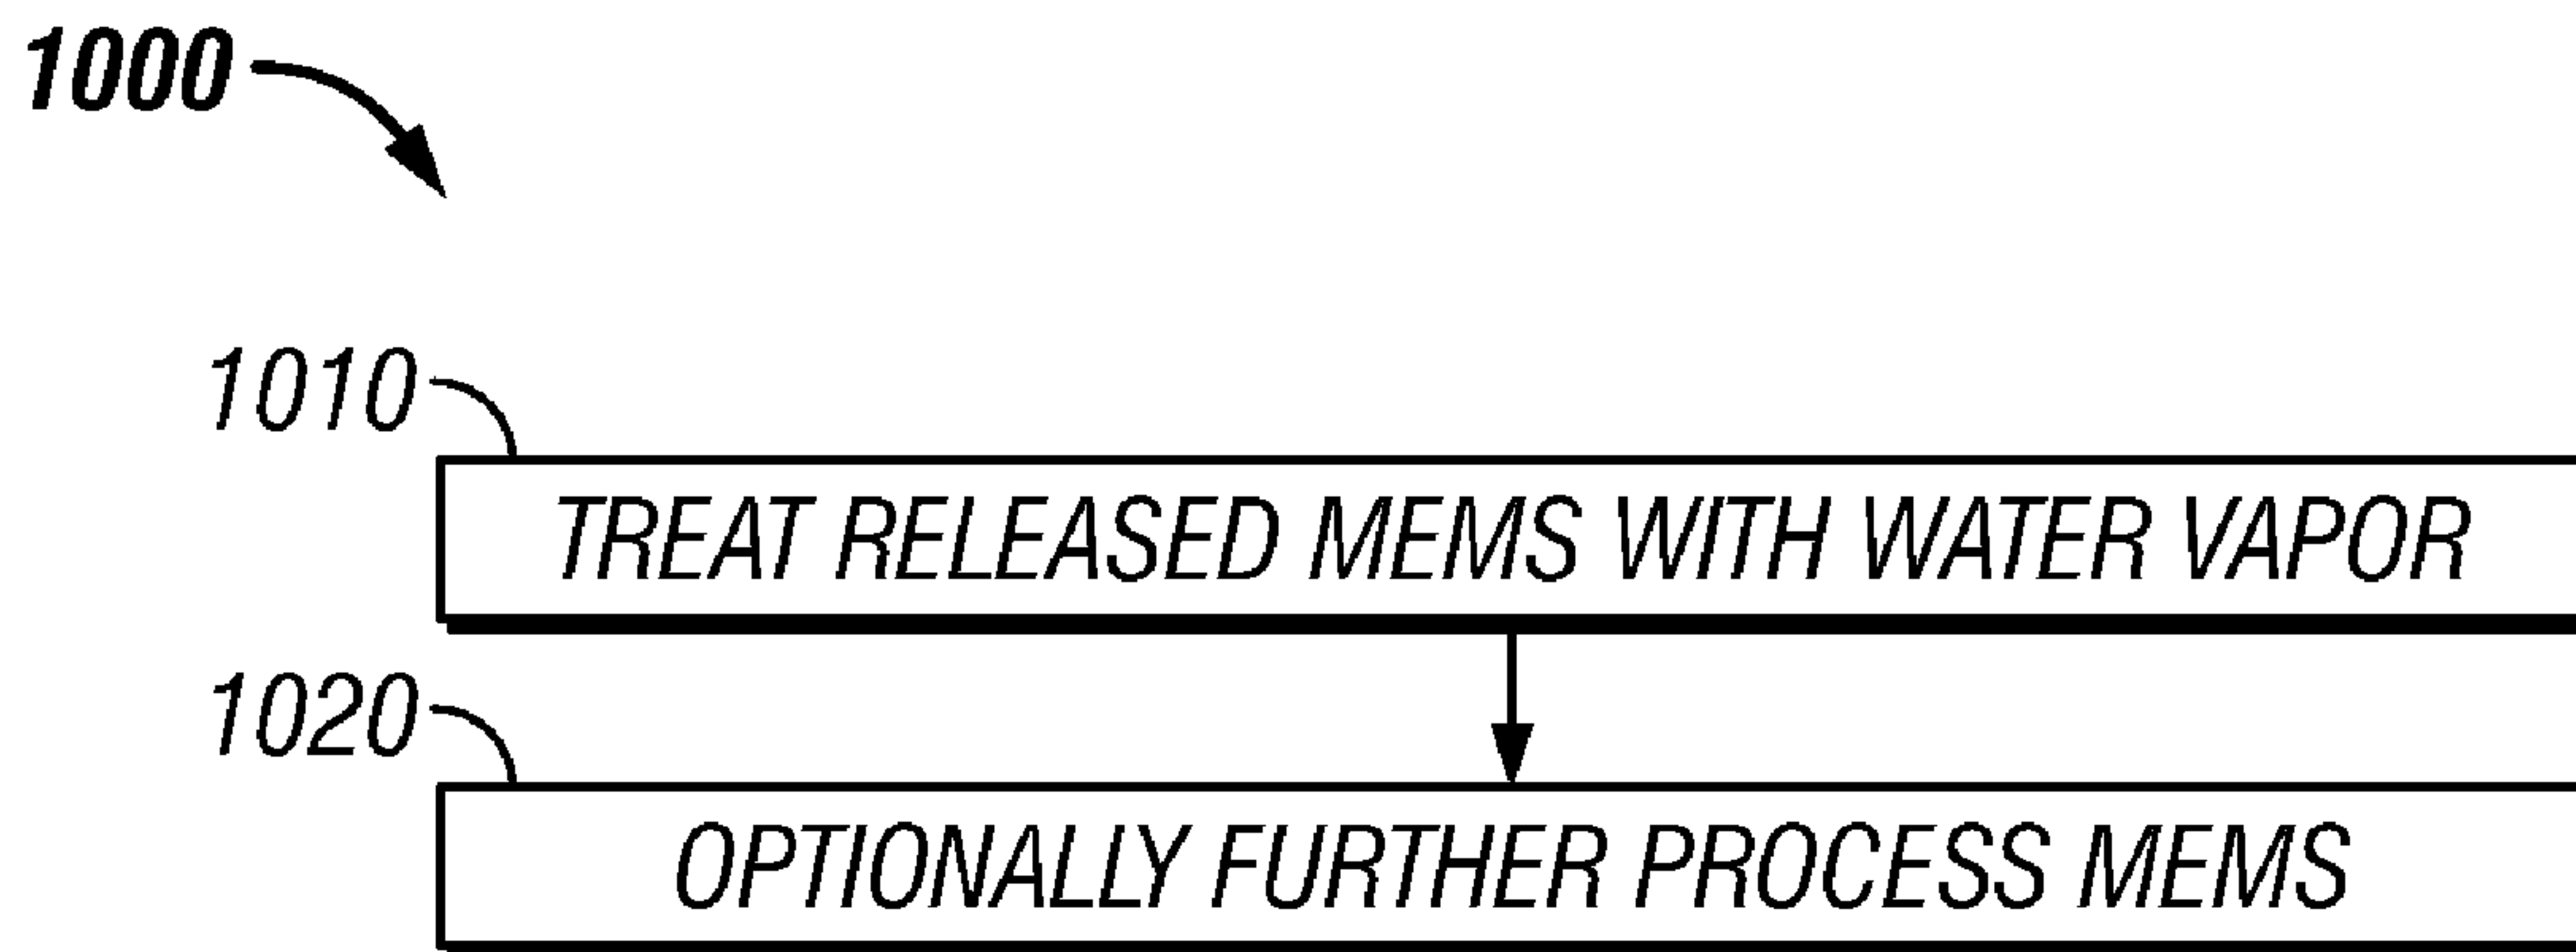 1000
1010
TREAT RELEASED MEMS WITH WATER VAPOR
1020
OPTIONALLY FURTHER PROCESS MEMS